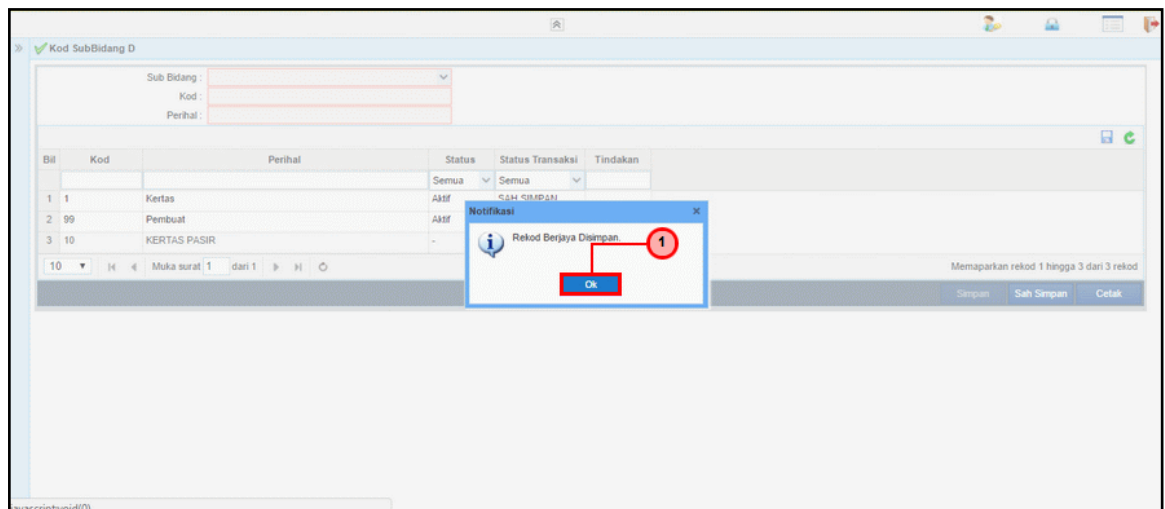 Kod SubBidang D
Sub Bidang :
Kod :
Perihal :
Bil Kod Perihal Status Status Transaksi Tindakan
Semua Semua
1 1 Kertas Aktif SAH SIMPAN
2 99 Pembuat Aktif
3 10 KERTAS PASIR -
Notifikasi
Rekod Berjaya Disimpan.
1
Ok
10 Muka surat 1 dari 1 Memaparkan rekod 1 hingga 3 dari 3 rekod
Simpan Sah Simpan Cetak